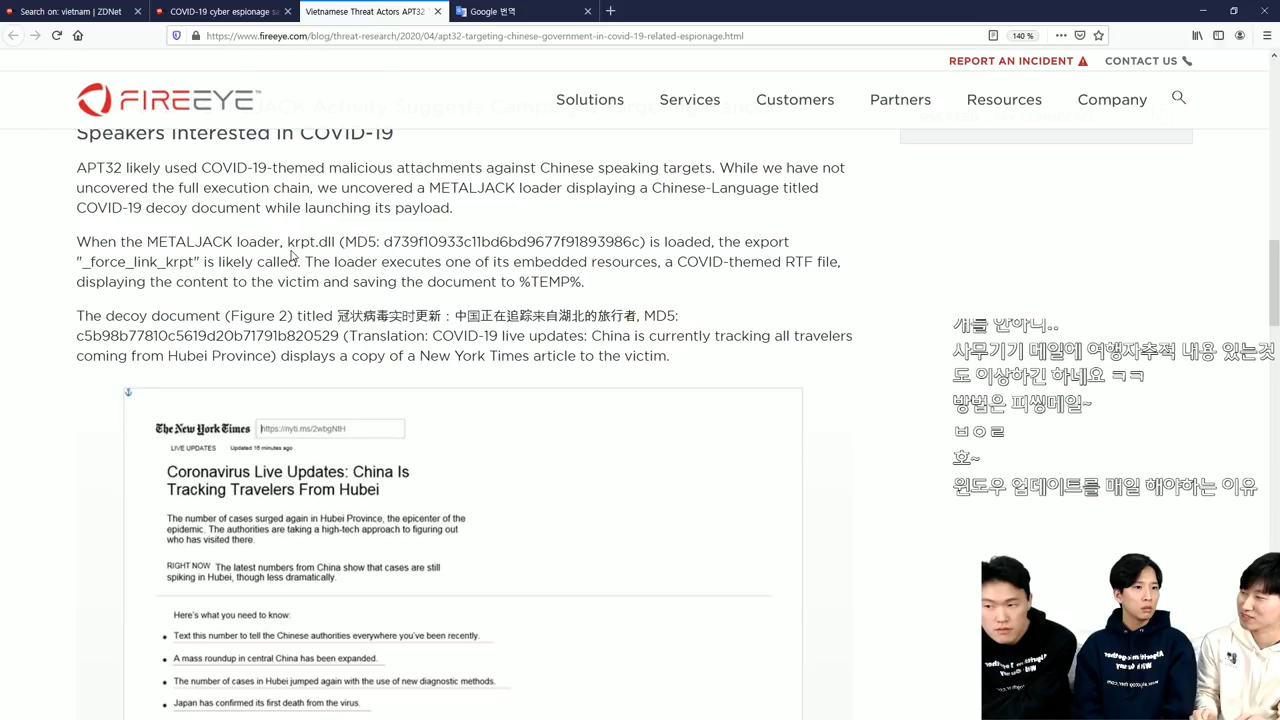 Search on: vietnam | ZDNet
COVID-19 cyber espionage sa
Vietnamese Threat Actors APT32
Google 번역
https://www.fireeye.com/blog/threat-research/2020/04/apt32-targeting-chinese-government-in-covid-19-related-espionage.html
140 %
REPORT AN INCIDENT
CONTACT US
FIREEYE
Solutions
Services
Customers
Partners
Resources
Company
Speakers Interested in COVID-19
APT32 likely used COVID-19-themed malicious attachments against Chinese speaking targets. While we have not
uncovered the full execution chain, we uncovered a METALJACK loader displaying a Chinese-Language titled
COVID-19 decoy document while launching its payload.
When the METALJACK loader, krpt.dll (MD5: d739f10933c11bd6bd9677f91893986c) is loaded, the export
"_force_link_krpt" is likely called. The loader executes one of its embedded resources, a COVID-themed RTF file,
displaying the content to the victim and saving the document to %TEMP%.
The decoy document (Figure 2) titled 冠状病毒实时更新：中国正在追踪来自湖北的旅行者, MD5:
c5b98b77810c5619d20b71791b820529 (Translation: COVID-19 live updates: China is currently tracking all travelers
coming from Hubei Province) displays a copy of a New York Times article to the victim.
The New York Times
https://nyti.ms/2wbgNtH
LIVE UPDATES Updated 16 minutes ago
Coronavirus Live Updates: China Is
Tracking Travelers From Hubei
The number of cases surged again in Hubei Province, the epicenter of the
epidemic. The authorities are taking a high-tech approach to figuring out
who has visited there.
RIGHT NOW The latest numbers from China show that cases are still
spiking in Hubei, though less dramatically.
Here's what you need to know:
Text this number to tell the Chinese authorities everywhere you've been recently.
A mass roundup in central China has been expanded.
The number of cases in Hubei jumped again with the use of new diagnostic methods.
Japan has confirmed its first death from the virus.
사무기기 메일에 여행자추적 내용 있는것
도 이상하긴 하네요 ㅋㅋ
방법은 피씽메일~
ㅂㅇㄹ
호~
윈도우 업데이트를 매일 해야하는 이유